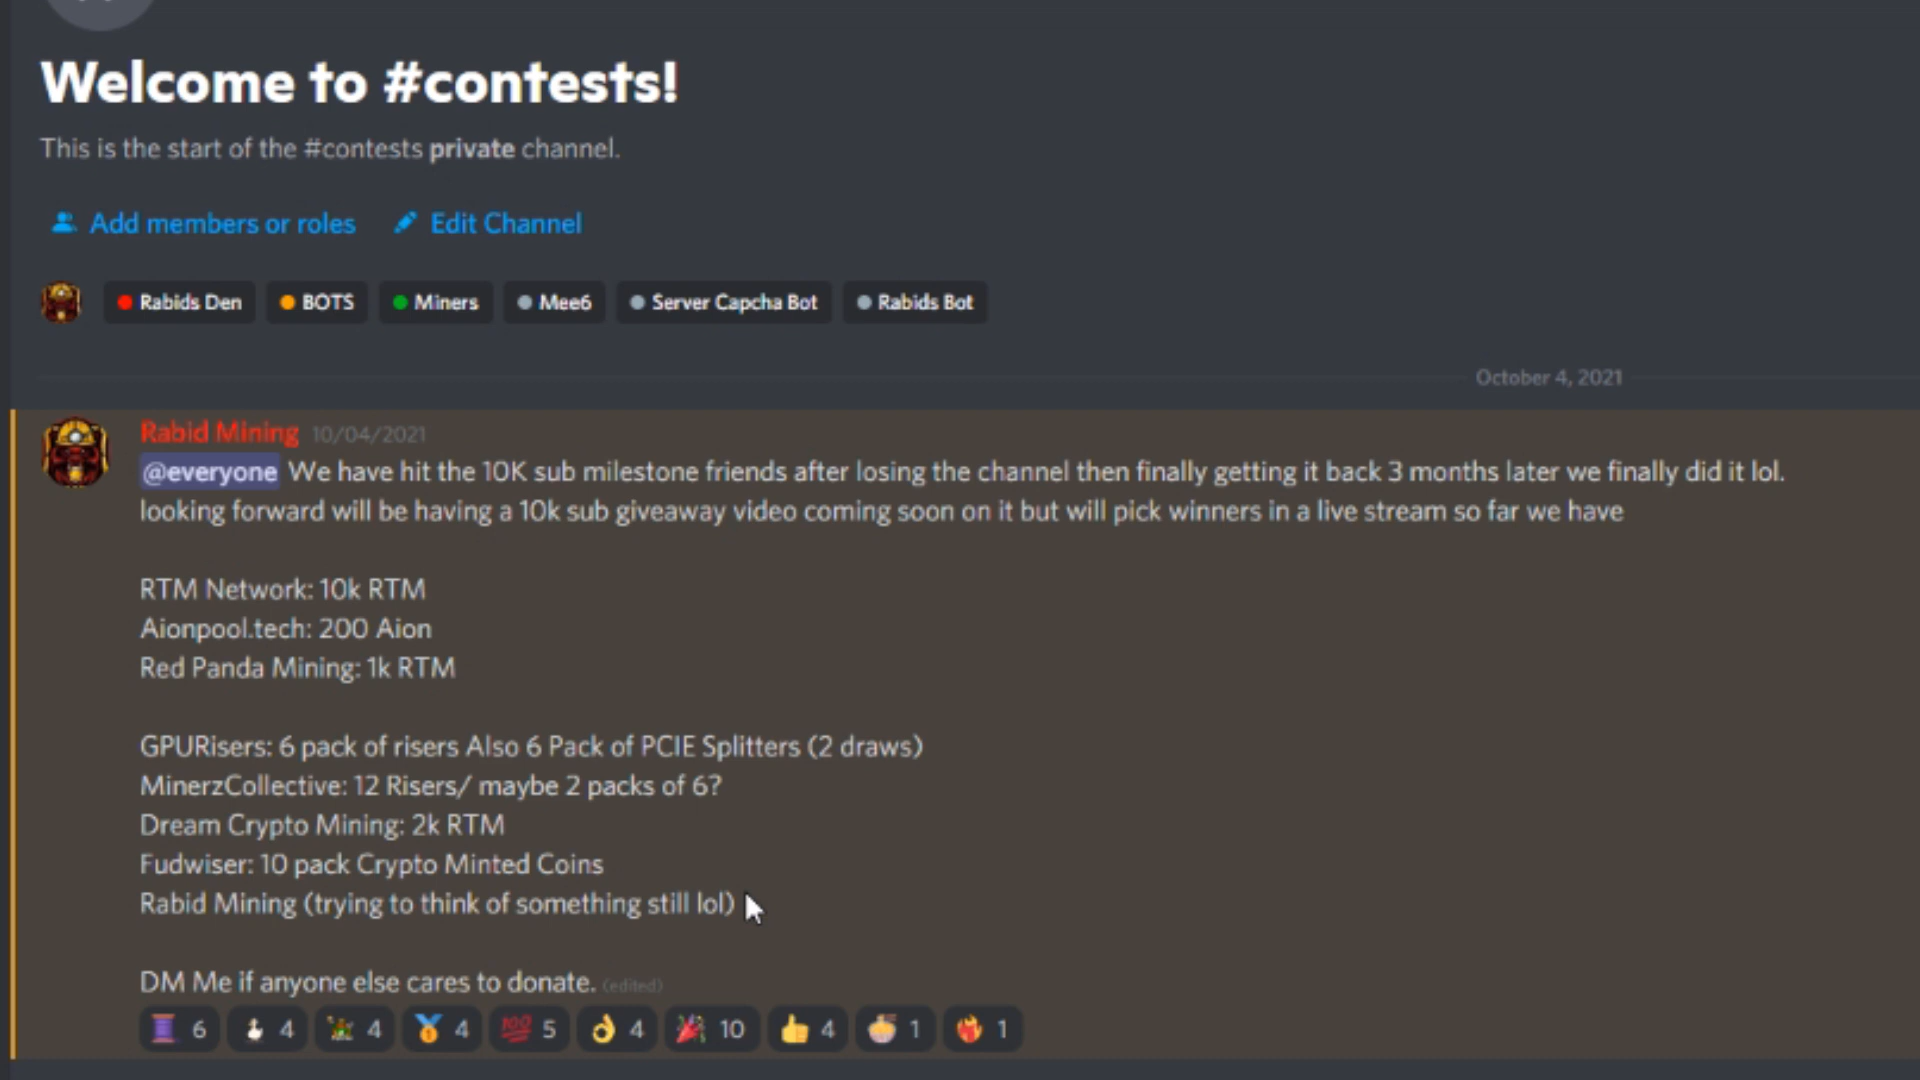 Welcome to #contests!
This is the start of the #contests private channel.
Add members or roles Edit Channel
Rabids Den BOTS Miners Mee6 Server Capcha Bot Rabids Bot
October 4, 2021
Rabid Mining 10/04/2021
@everyone We have hit the 10K sub milestone friends after losing the channel then finally getting it back 3 months later we finally did it lol.
looking forward will be having a 10k sub giveaway video coming soon on it but will pick winners in a live stream so far we have
RTM Network: 10k RTM
Aionpool.tech: 200 Aion
Red Panda Mining: 1k RTM
GPURisers: 6 pack of risers Also 6 Pack of PCIE Splitters (2 draws)
MinerzCollective: 12 Risers/ maybe 2 packs of 6?
Dream Crypto Mining: 2k RTM
Fudwiser: 10 pack Crypto Minted Coins
Rabid Mining (trying to think of something still lol)
DM Me if anyone else cares to donate. (edited)
6 4 4 4 5 4 10 4 1 1